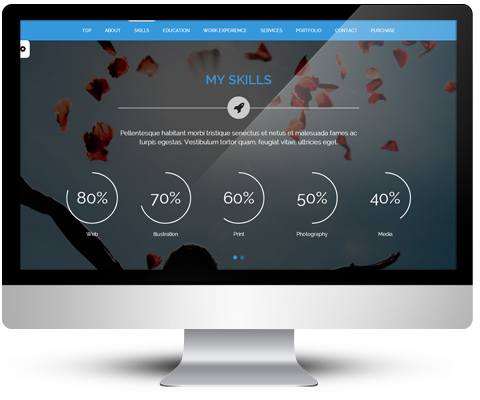 TOP ABOUT SKILLS EDUCATION WORK EXPERIENCE SERVICES PORTFOLIO CONTACT PURCHASE
MY SKILLS
Pellentesque habitant morbi tristique senectus et netus et malesuada fames ac
turpis egestas. Vestibulum tortor quam, feugiat vitae, ultricies eget.
80% 70% 60% 50% 40%
Web Illustration Print Photography Media